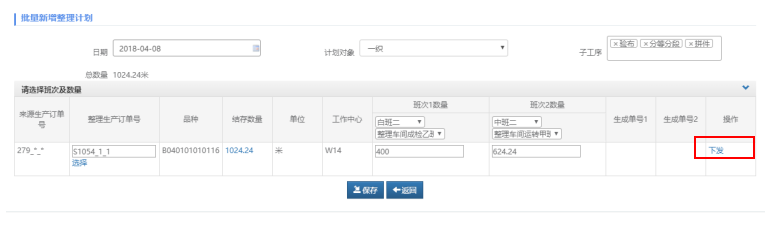 批量新增整理计划
日期 2018-04-08 计划对象 一织 子工序 ×验布 ×分等分段 ×拼件
总数量 1024.24米
请选择班次及数量
来源生产订单号 整理生产订单号 品种 结存数量 单位 工作中心 班次1数量 班次2数量 生成单号1 生成单号2 操作
白班二 中班二
整理车间成检乙班 整理车间运转甲班
279_*_* S1054_1_1 B040101010116 1024.24 米 W14 400 624.24 下发
选择
保存 返回